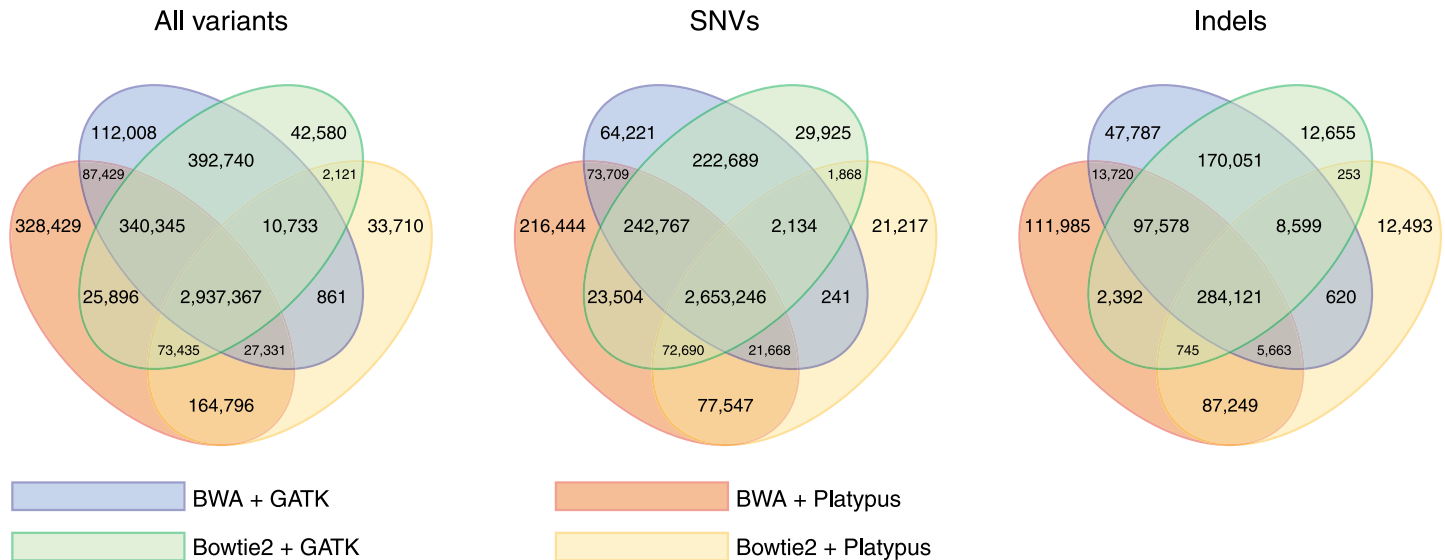 All variants SNVs Indels
112,008 42,580 64,221 29,925 47,787 12,655
392,740 222,689 170,051
87,429 2,121 73,709 1,868 13,720 253
328,429 340,345 10,733 33,710 216,444 242,767 2,134 21,217 111,985 97,578 8,599 12,493
25,896 2,937,367 861 23,504 2,653,246 241 2,392 284,121 620
73,435 27,331 72,690 21,668 745 5,663
164,796 77,547 87,249
BWA + GATK BWA + Platypus
Bowtie2 + GATK Bowtie2 + Platypus